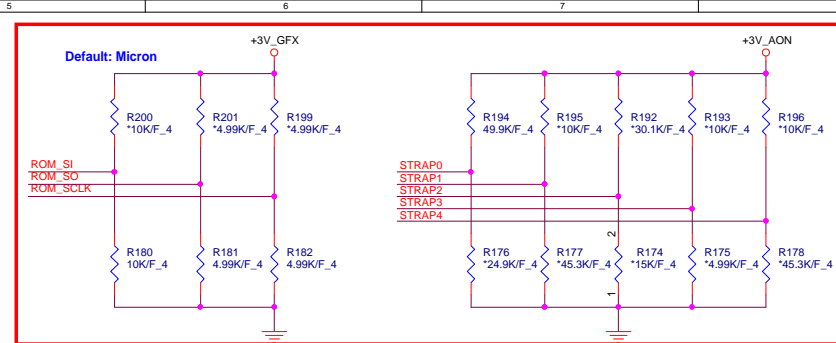 5 6 7
+3V_GFX +3V_AON
Default: Micron
R200 R201 R199 R194 R195 R192 R193 R196
*10K/F_4 *4.99K/F_4 *4.99K/F_4 49.9K/F_4 *10K/F_4 *30.1K/F_4 *10K/F_4 *10K/F_4
ROM_SI STRAP0
ROM_SO STRAP1
ROM_SCLK STRAP2
STRAP3
STRAP4
2
R180 R181 R182 R176 R177 R174 R175 R178
10K/F_4 4.99K/F_4 4.99K/F_4 *24.9K/F_4 *45.3K/F_4 *15K/F_4 *4.99K/F_4 *45.3K/F_4
1